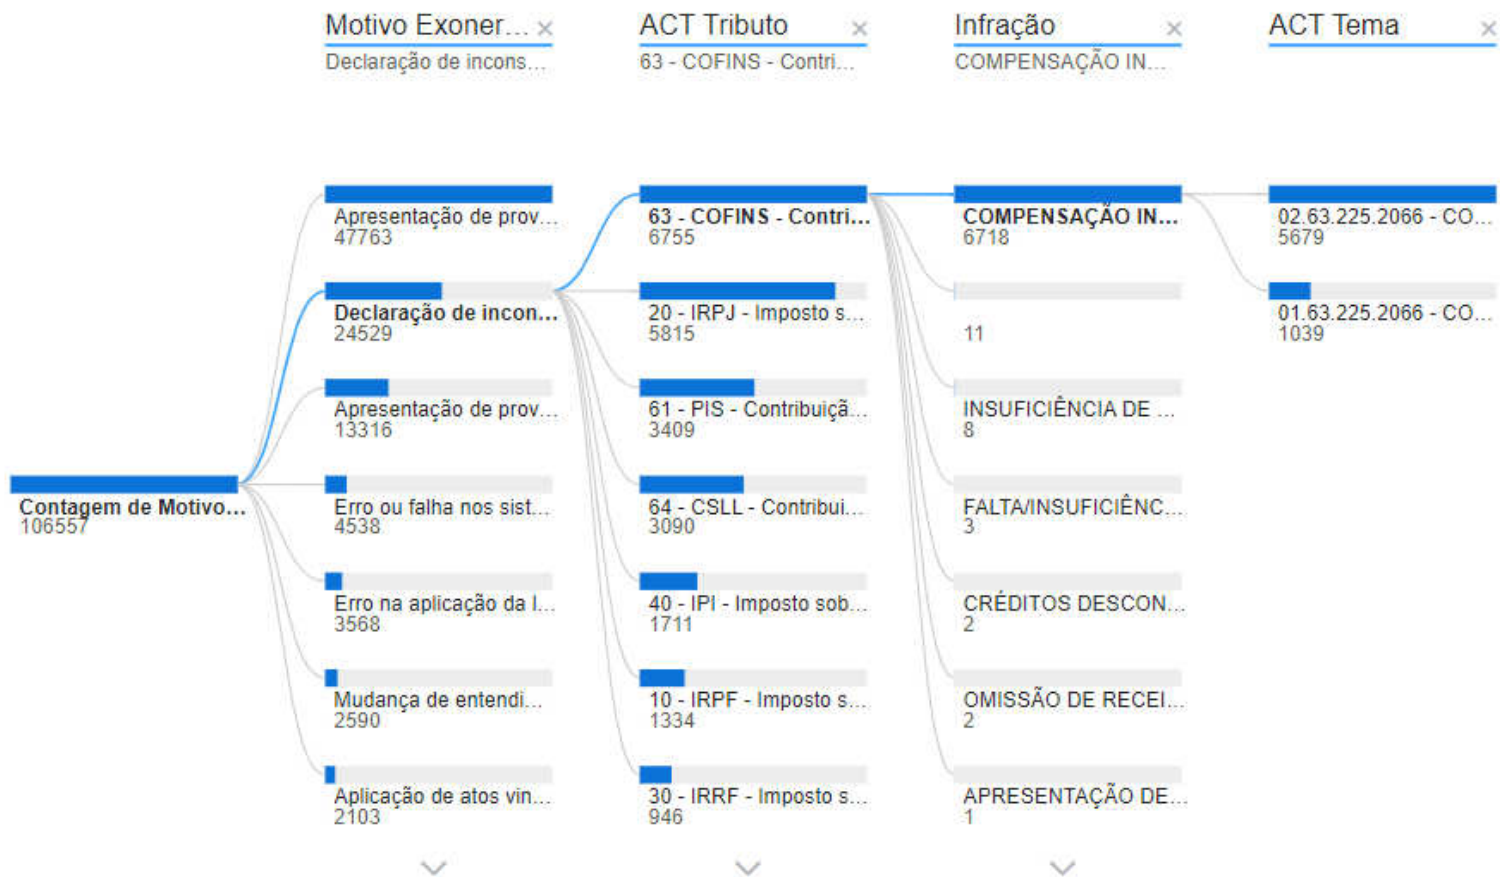 Motivo Exoner... ×
Declaração de incons...
ACT Tributo ×
63 - COFINS - Contri...
Infração ×
COMPENSAÇÃO IN...
ACT Tema ×
Contagem de Motivo...
106557
Apresentação de prov...
47763
Declaração de incon...
24529
Apresentação de prov...
13316
Erro ou falha nos sist...
4538
Erro na aplicação da l...
3568
Mudança de entendi...
2590
Aplicação de atos vin...
2103
63 - COFINS - Contri...
6755
20 - IRPJ - Imposto s...
5815
61 - PIS - Contribuiçã...
3409
64 - CSLL - Contribui...
3090
40 - IPI - Imposto sob...
1711
10 - IRPF - Imposto s...
1334
30 - IRRF - Imposto s...
946
COMPENSAÇÃO IN...
6718
11
INSUFICIÊNCIA DE ...
8
FALTA/INSUFICIÊNC...
3
CRÉDITOS DESCON...
2
OMISSÃO DE RECEI...
2
APRESENTAÇÃO DE...
1
02.63.225.2066 - CO...
5679
01.63.225.2066 - CO...
1039